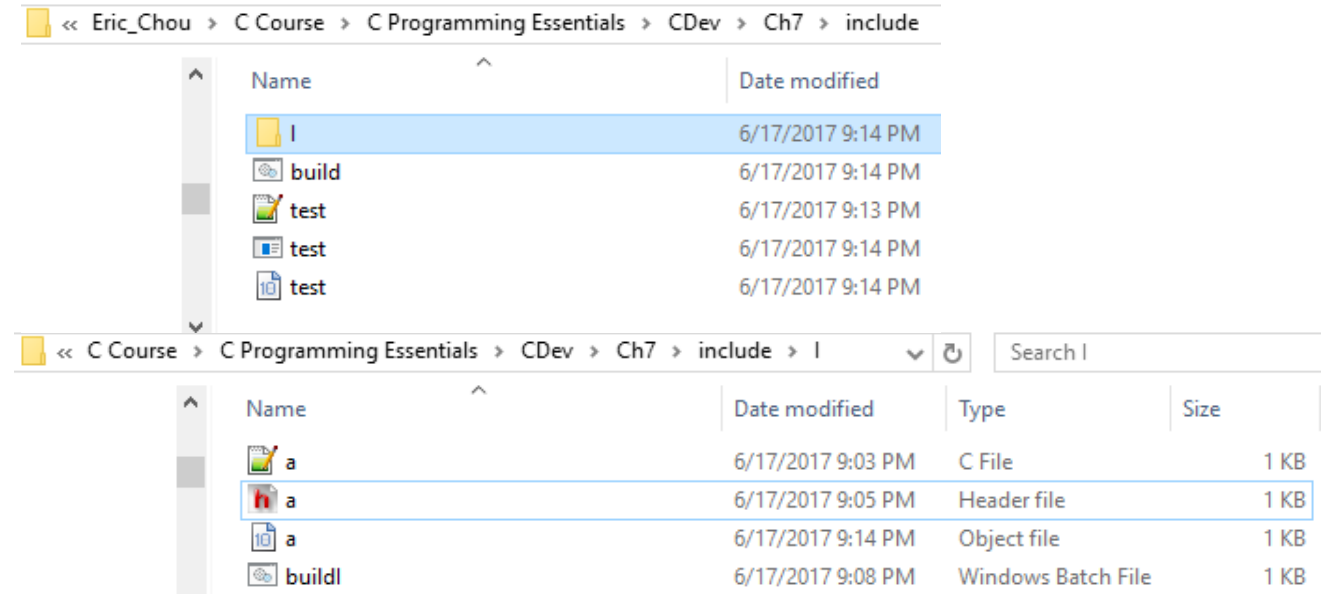 « Eric_Chou > C Course > C Programming Essentials > CDev > Ch7 > include
Name Date modified
l 6/17/2017 9:14 PM
build 6/17/2017 9:14 PM
test 6/17/2017 9:13 PM
test 6/17/2017 9:14 PM
test 6/17/2017 9:14 PM
« C Course > C Programming Essentials > CDev > Ch7 > include > l Search l
Name Date modified Type Size
a 6/17/2017 9:03 PM C File 1 KB
h a 6/17/2017 9:05 PM Header file 1 KB
a 6/17/2017 9:14 PM Object file 1 KB
buildl 6/17/2017 9:08 PM Windows Batch File 1 KB